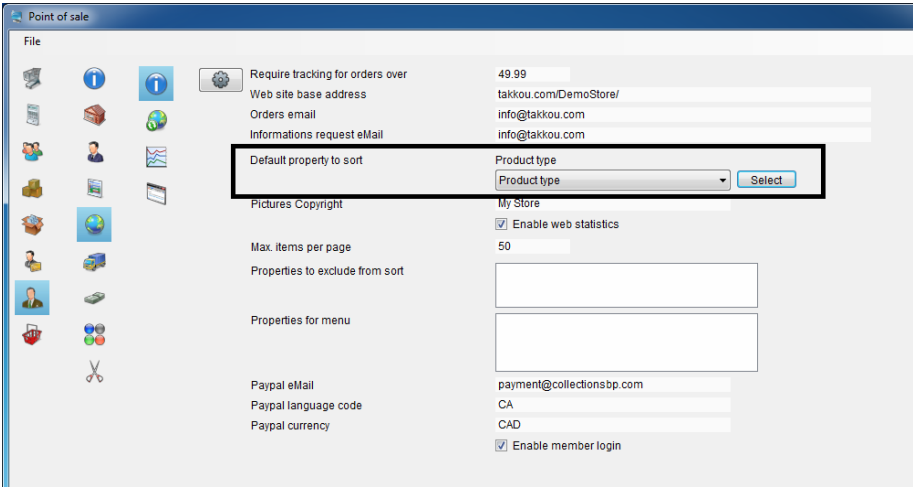 Point of sale
File
Require tracking for orders over 49.99
Web site base address takkou.com/DemoStore/
Orders email info@takkou.com
Informations request eMail info@takkou.com
Default property to sort Product type
Product type Select
Pictures Copyright My Store
Enable web statistics
Max. items per page 50
Properties to exclude from sort
Properties for menu
Paypal eMail payment@collectionsbp.com
Paypal language code CA
Paypal currency CAD
Enable member login